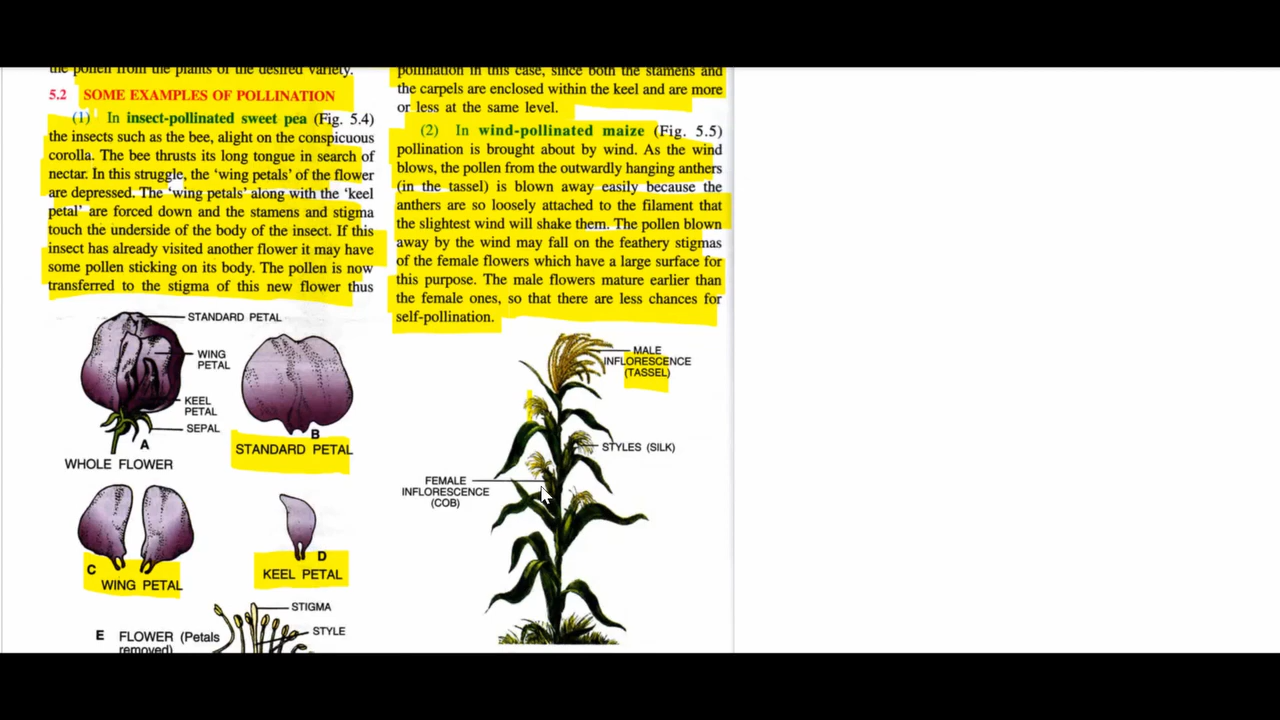 the pollen from the plants of the desired variety.
5.2 SOME EXAMPLES OF POLLINATION
(1) In insect-pollinated sweet pea (Fig. 5.4)
the insects such as the bee, alight on the conspicuous
corolla. The bee thrusts its long tongue in search of
nectar. In this struggle, the ‘wing petals’ of the flower
are depressed. The ‘wing petals’ along with the ‘keel
petal’ are forced down and the stamens and stigma
touch the underside of the body of the insect. If this
insect has already visited another flower it may have
some pollen sticking on its body. The pollen is now
transferred to the stigma of this new flower thus
STANDARD PETAL
WING
PETAL
KEEL
PETAL
SEPAL
A
WHOLE FLOWER
B
STANDARD PETAL
C
WING PETAL
D
KEEL PETAL
STIGMA
STYLE
E FLOWER (Petals
removed)
pollination in this case, since both the stamens and
the carpels are enclosed within the keel and are more
or less at the same level.
(2) In wind-pollinated maize (Fig. 5.5)
pollination is brought about by wind. As the wind
blows, the pollen from the outwardly hanging anthers
(in the tassel) is blown away easily because the
anthers are so loosely attached to the filament that
the slightest wind will shake them. The pollen blown
away by the wind may fall on the feathery stigmas
of the female flowers which have a large surface for
this purpose. The male flowers mature earlier than
the female ones, so that there are less chances for
self-pollination.
MALE
INFLORESCENCE
(TASSEL)
STYLES (SILK)
FEMALE
INFLORESCENCE
(COB)